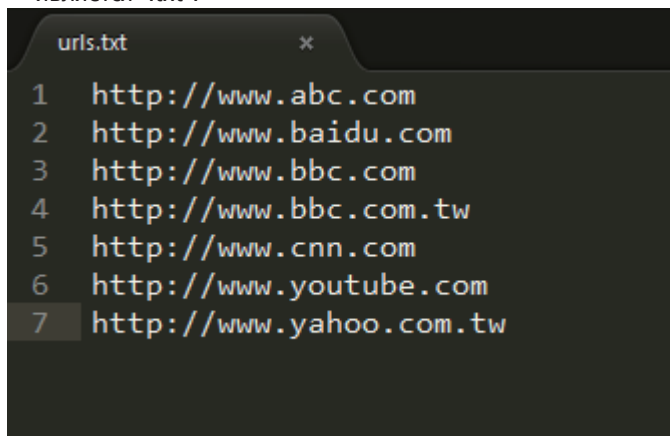 urls.txt ×
1 http://www.abc.com
2 http://www.baidu.com
3 http://www.bbc.com
4 http://www.bbc.com.tw
5 http://www.cnn.com
6 http://www.youtube.com
7 http://www.yahoo.com.tw